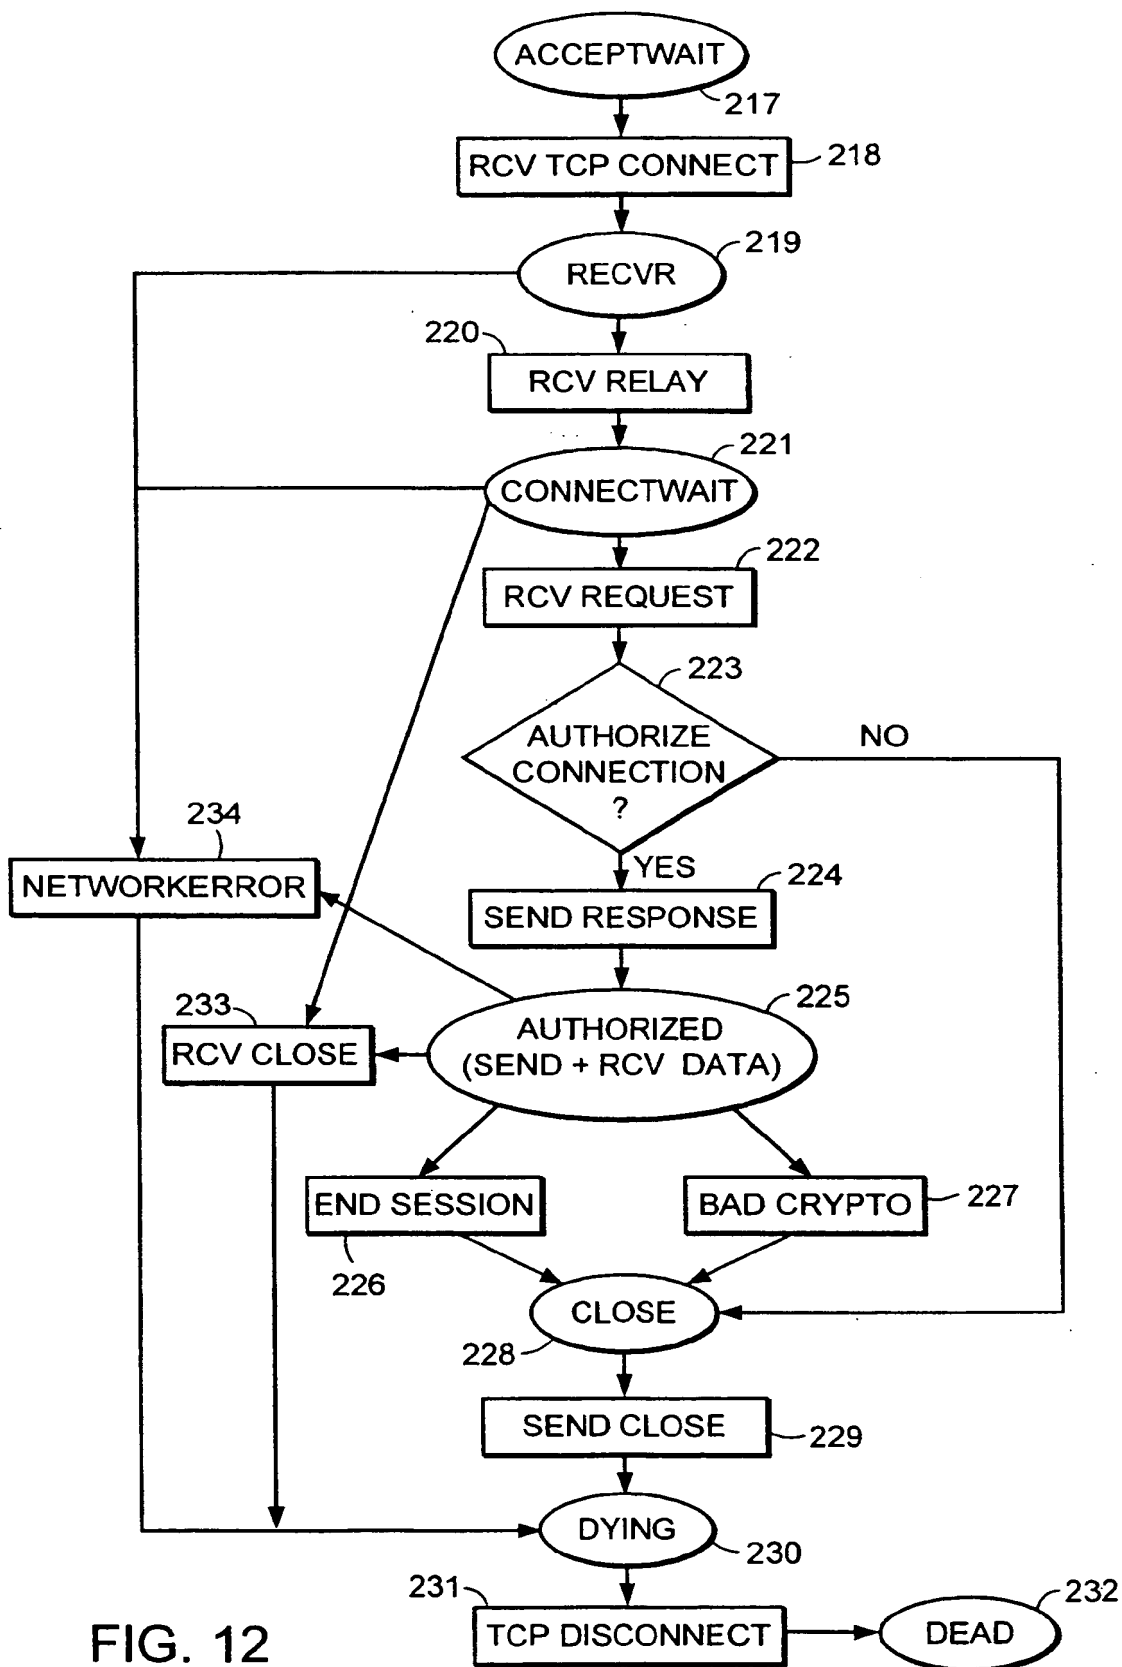 ACCEPTWAIT
217
RCV TCP CONNECT
218
219
RECVR
220
RCV RELAY
221
CONNECTWAIT
222
RCV REQUEST
223
AUTHORIZE
CONNECTION
?
NO
YES
234
NETWORKERROR
224
SEND RESPONSE
233
RCV CLOSE
225
AUTHORIZED
(SEND + RCV DATA)
END SESSION
226
BAD CRYPTO
227
CLOSE
228
SEND CLOSE
229
DYING
230
231
TCP DISCONNECT
232
DEAD
FIG. 12